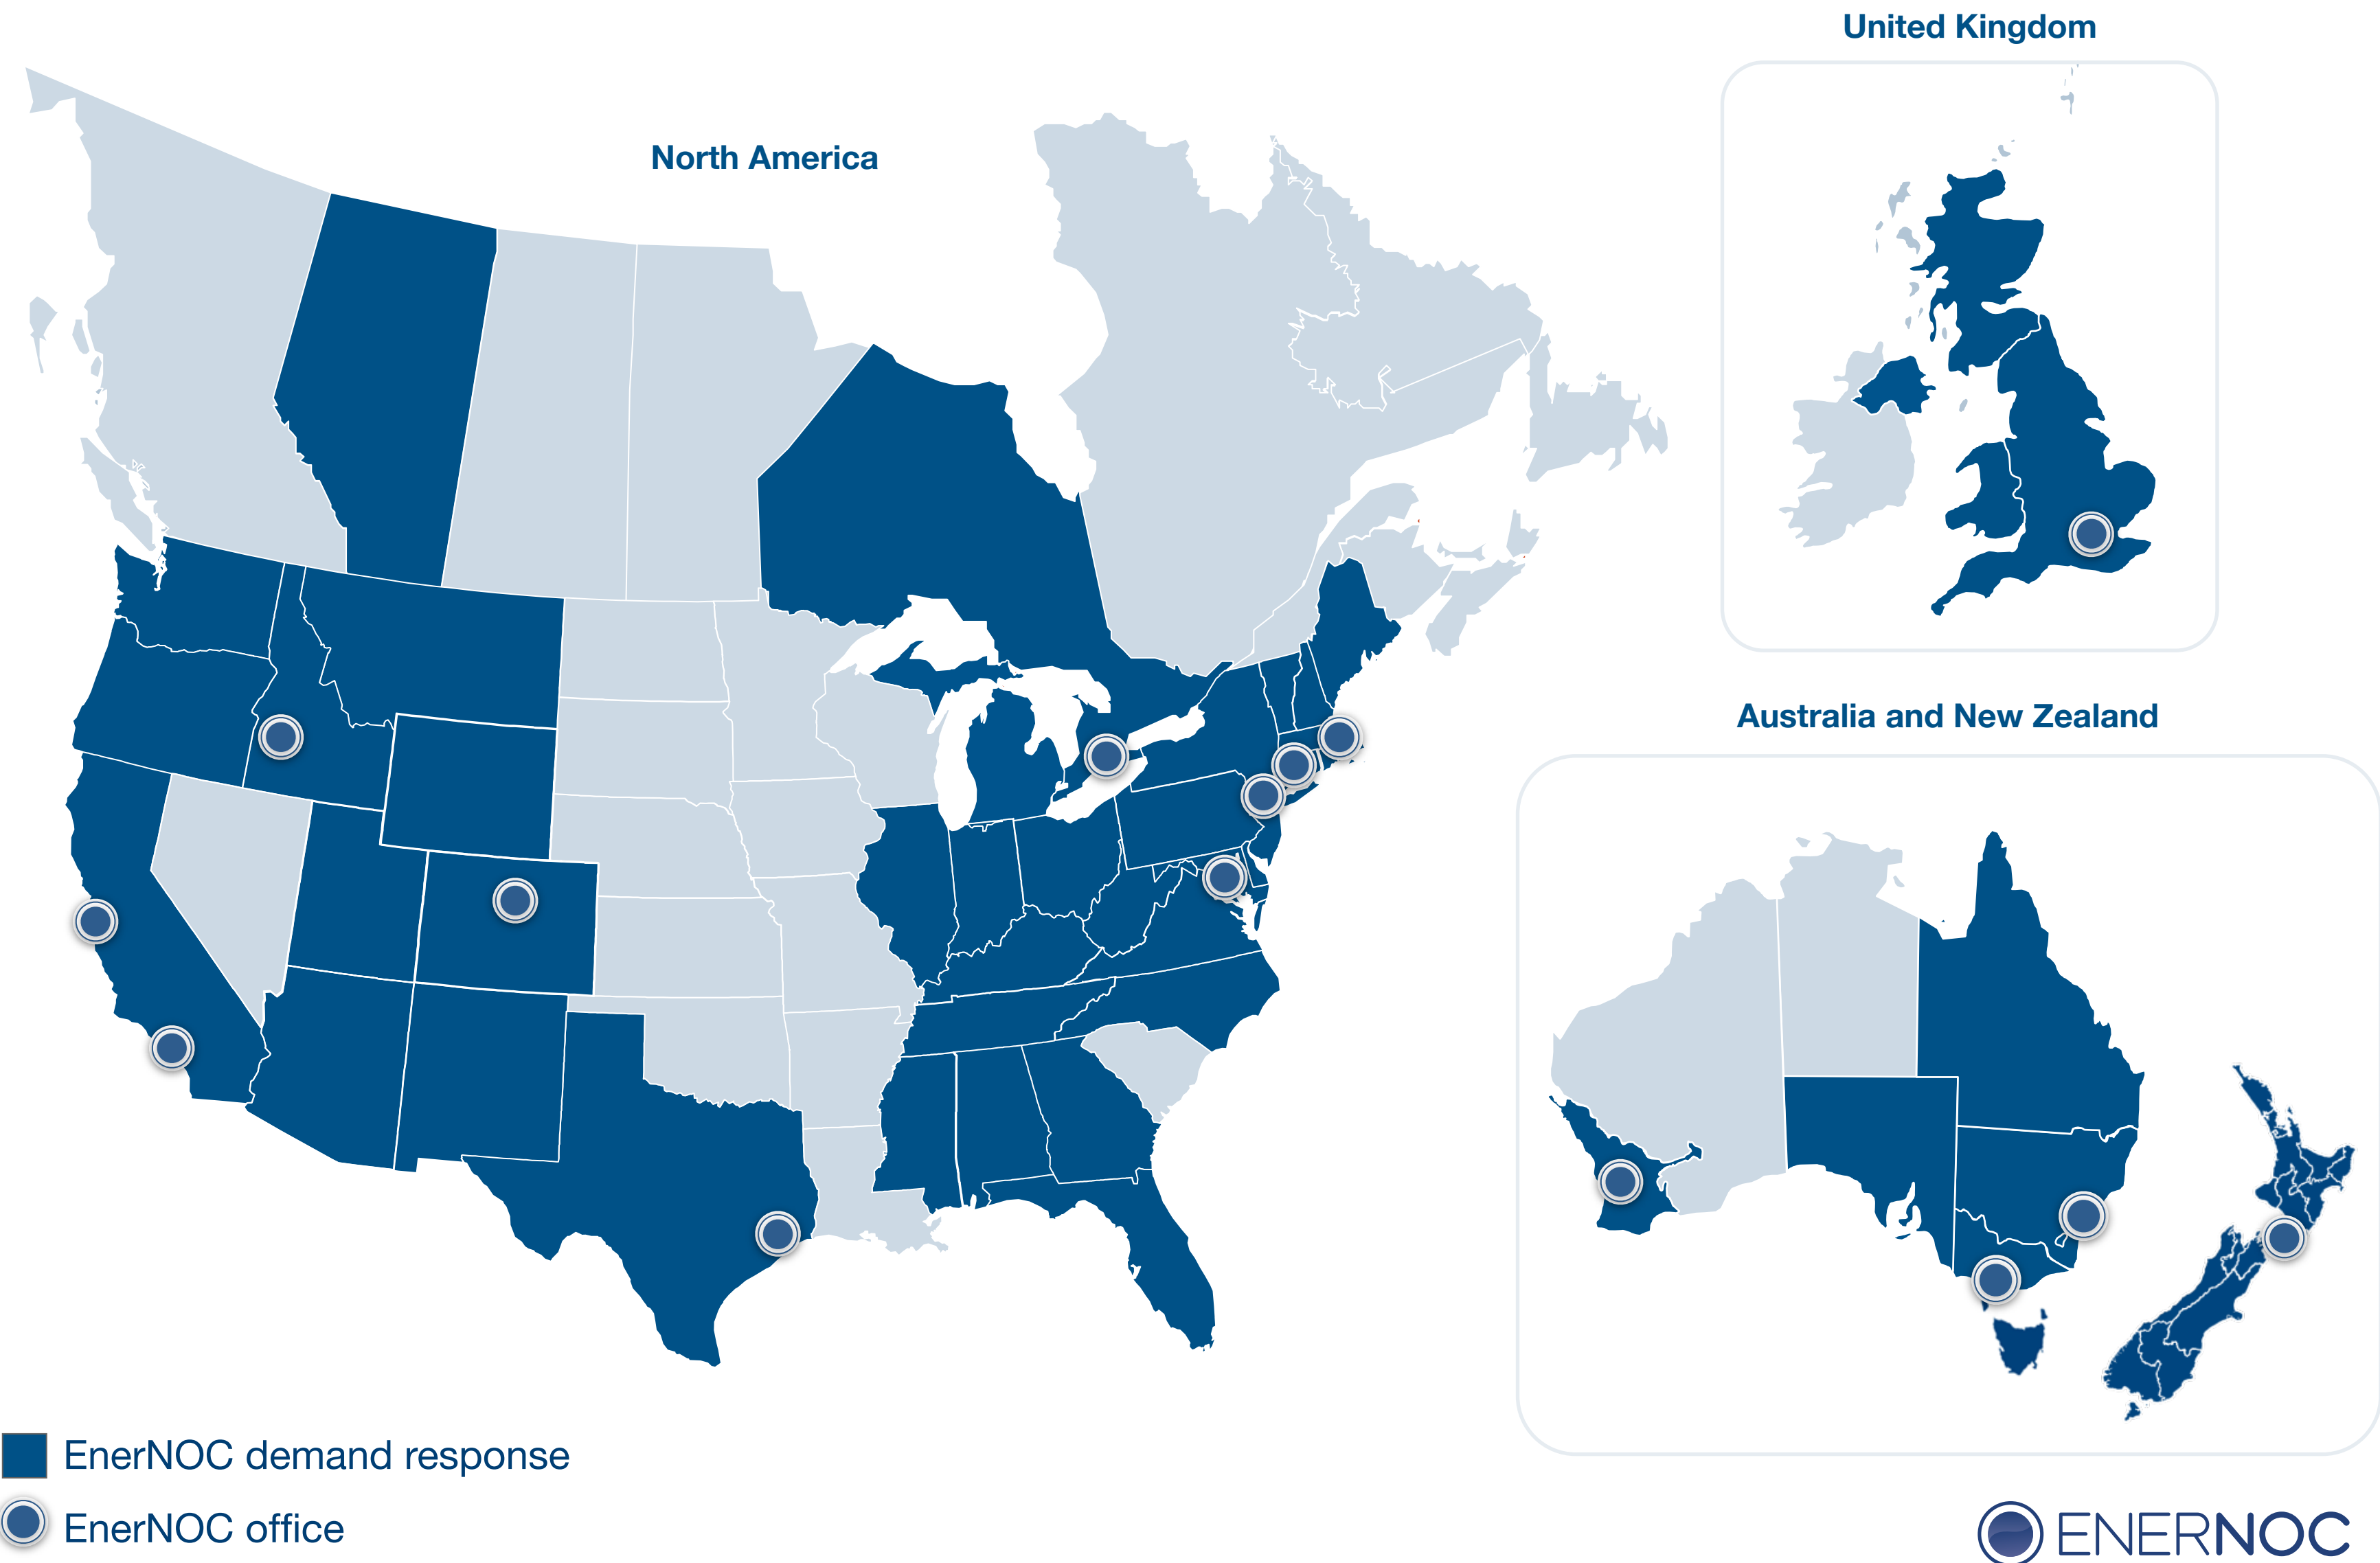 United Kingdom
North America
Australia and New Zealand
EnerNOC demand response
EnerNOC office
ENERNOC